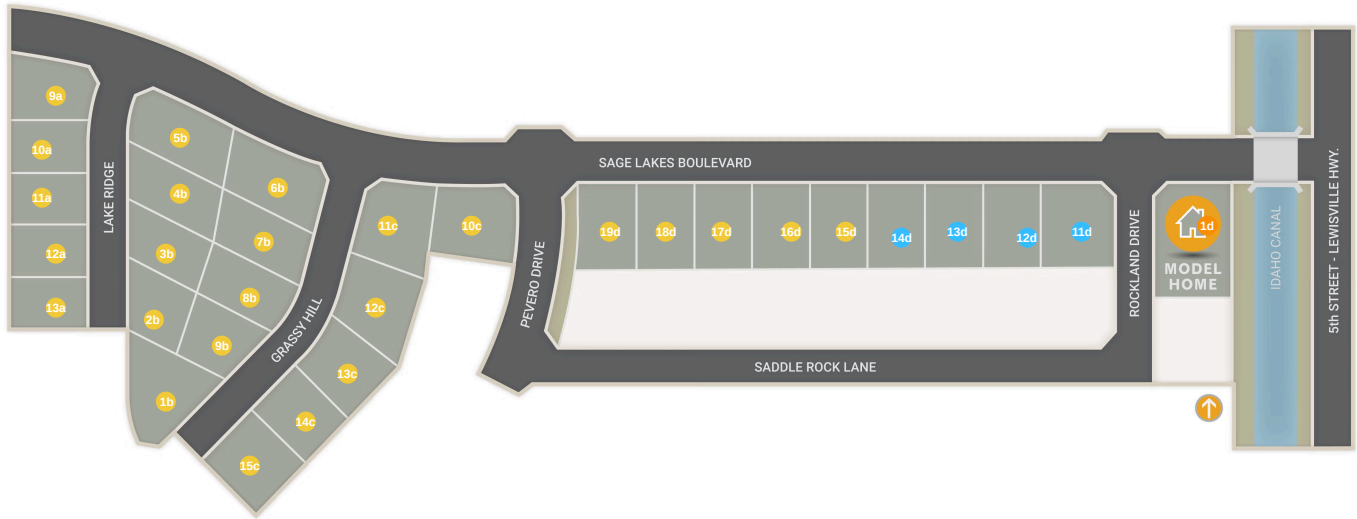 9a
10a
11a
12a
13a
LAKE RIDGE
5b
4b
3b
2b
1b
6b
7b
8b
9b
GRASSY HILL
11c
10c
12c
13c
14c
15c
SAGE LAKES BOULEVARD
PEVERO DRIVE
19d
18d
17d
16d
15d
14d
13d
12d
11d
SADDLE ROCK LANE
ROCKLAND DRIVE
1d
MODEL
HOME
IDAHO CANAL
5th STREET - LEWISVILLE HWY.